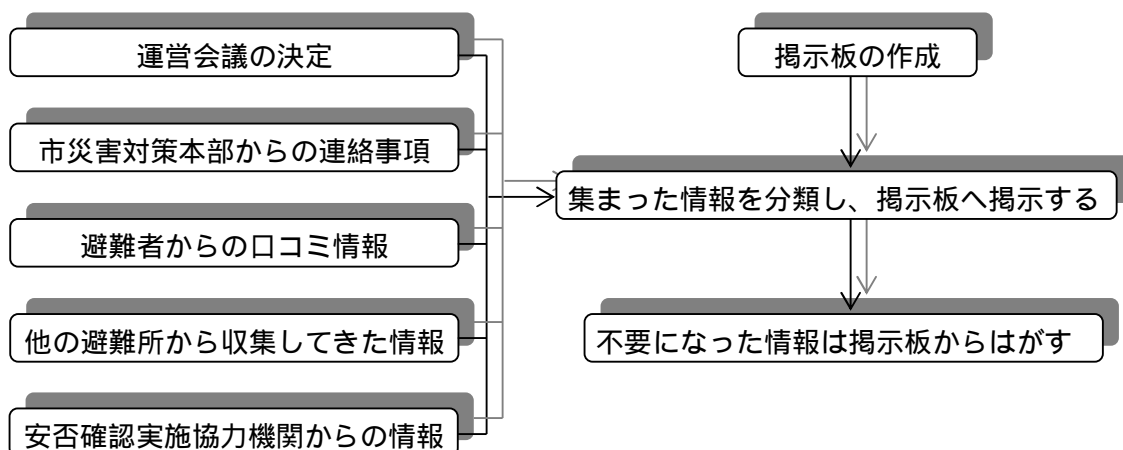 運営会議の決定
市災害対策本部からの連絡事項
避難者からの口コミ情報
他の避難所から収集してきた情報
安否確認実施協力機関からの情報
掲示板の作成
集まった情報を分類し、掲示板へ掲示する
不要になった情報は掲示板からはがす